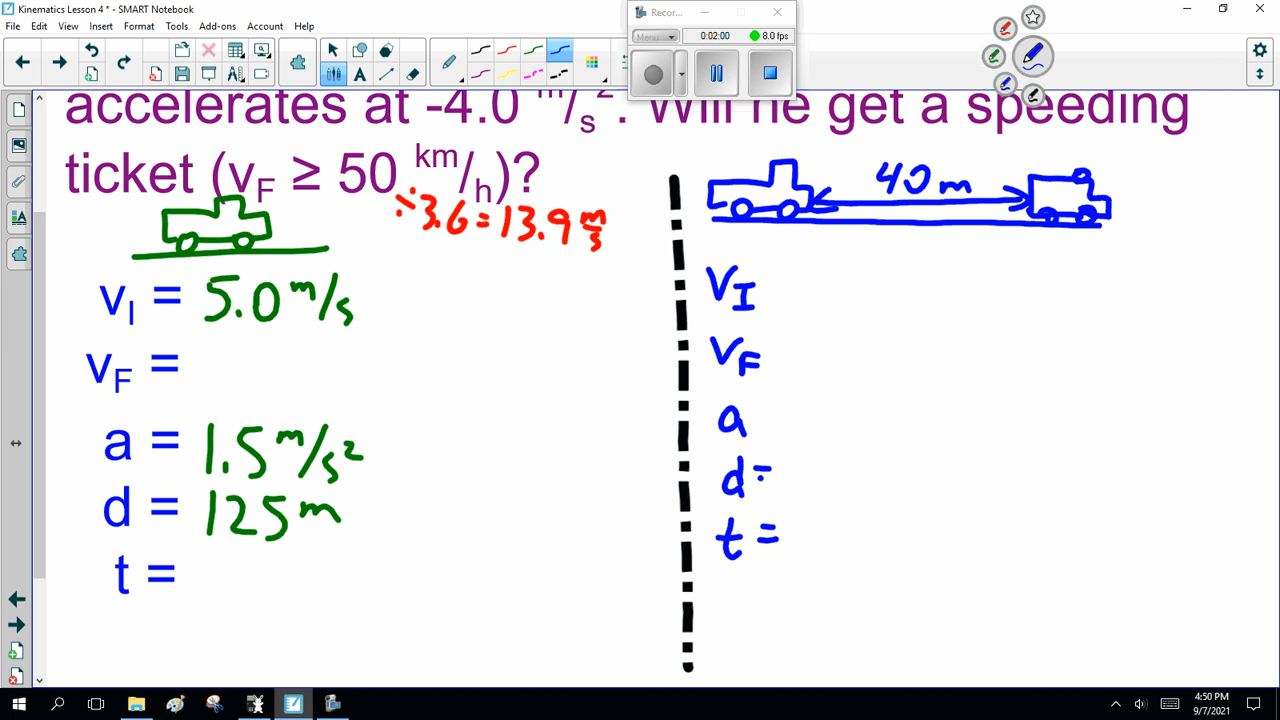 Kinematics Lesson 4 * - SMART Notebook
File Edit View Insert Format Tools Add-ons Account Help
Recor...
Menu 0:02:00 8.0 fps
accelerates at -4.0 m/s². Will he get a speeding
ticket (vF ≥ 50 km/h)?
÷3.6 = 13.9 m/s
40 m
vI = 5.0 m/s
vF =
a = 1.5 m/s²
d = 125 m
t =
VI
VF
a
d=
t =
4:50 PM
9/7/2021